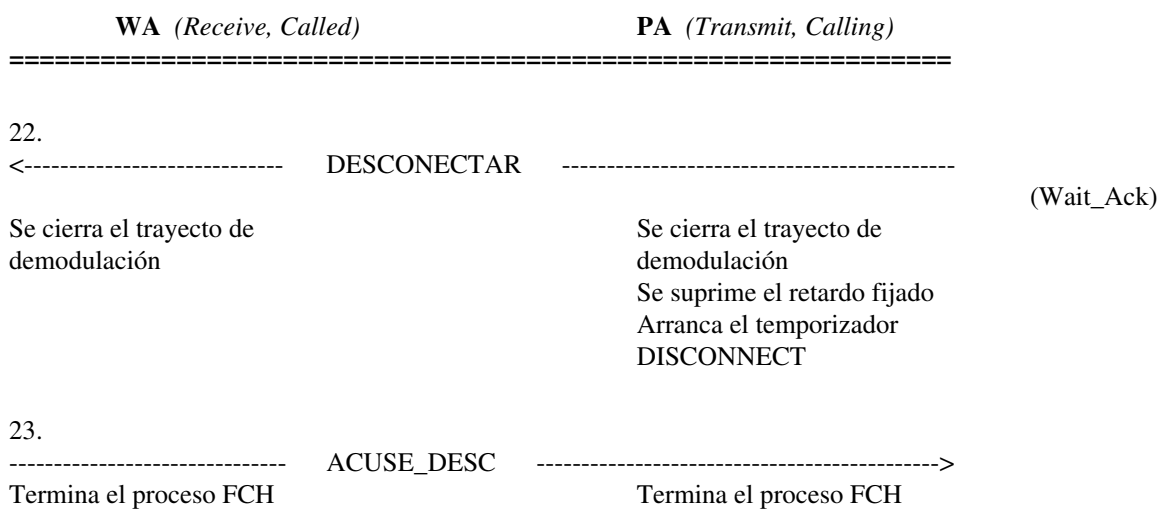 WA (Receive, Called) PA (Transmit, Calling)
==============================================================
22.
<----------------------------- DESCONECTAR --------------------------------------------
(Wait_Ack)
Se cierra el trayecto de Se cierra el trayecto de
demodulación demodulación
Se suprime el retardo fijado
Arranca el temporizador
DISCONNECT
23.
------------------------------- ACUSE_DESC --------------------------------------------->
Termina el proceso FCH Termina el proceso FCH